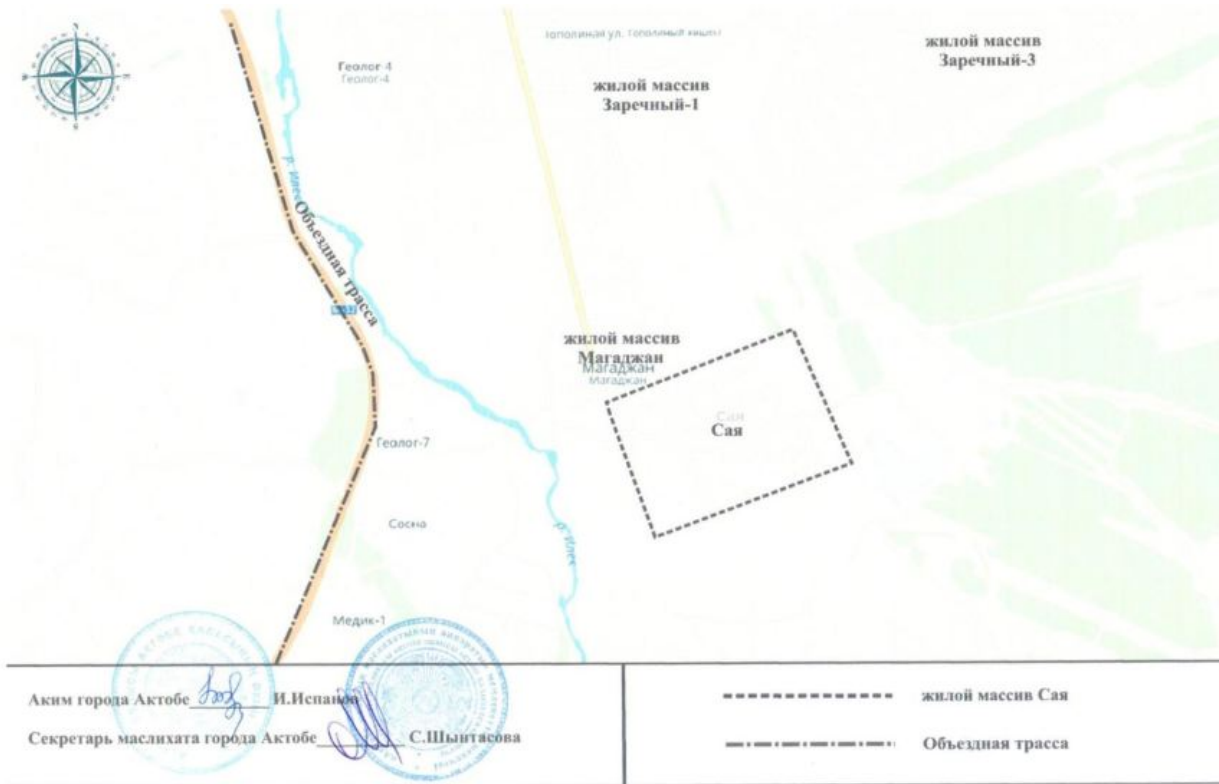 Тополиная ул. Тополиный
жилой массив
Заречный-3
Геолог-4
Геолог-4
жилой массив
Заречный-1
р. Илек
Объездная трасса
жилой массив
Магаджан
Магаджан
Магаджан
Сая
Сая
Геолог-7
Сосна
р. Илек
Медик-1
Аким города Актобе И.Испанов
Секретарь маслихата города Актобе С.Шынтасова
жилой массив Сая
Объездная трасса